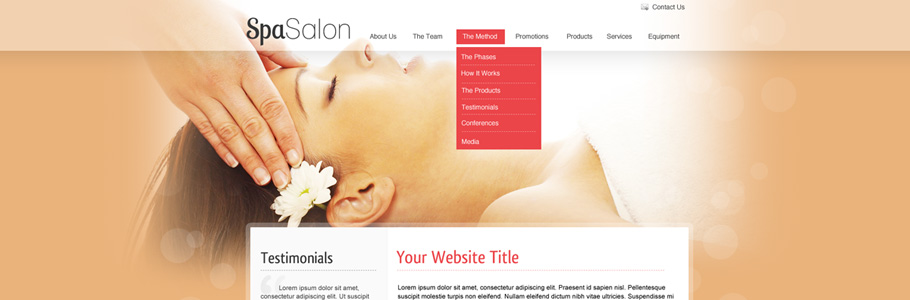 Contact Us
SpaSalon
About Us The Team The Method Promotions Products Services Equipment
The Phases
How It Works
The Products
Testimonials
Conferences
Media
Testimonials
Your Website Title
Lorem ipsum dolor sit amet,
consectetur adipiscing elit. Ut suscipit
Lorem ipsum dolor sit amet, consectetur adipiscing elit. Praesent id sapien nisl. Pellentesque
suscipit molestie turpis non eleifend. Nullam eleifend dictum nibh vitae ultricies. Suspendisse mi